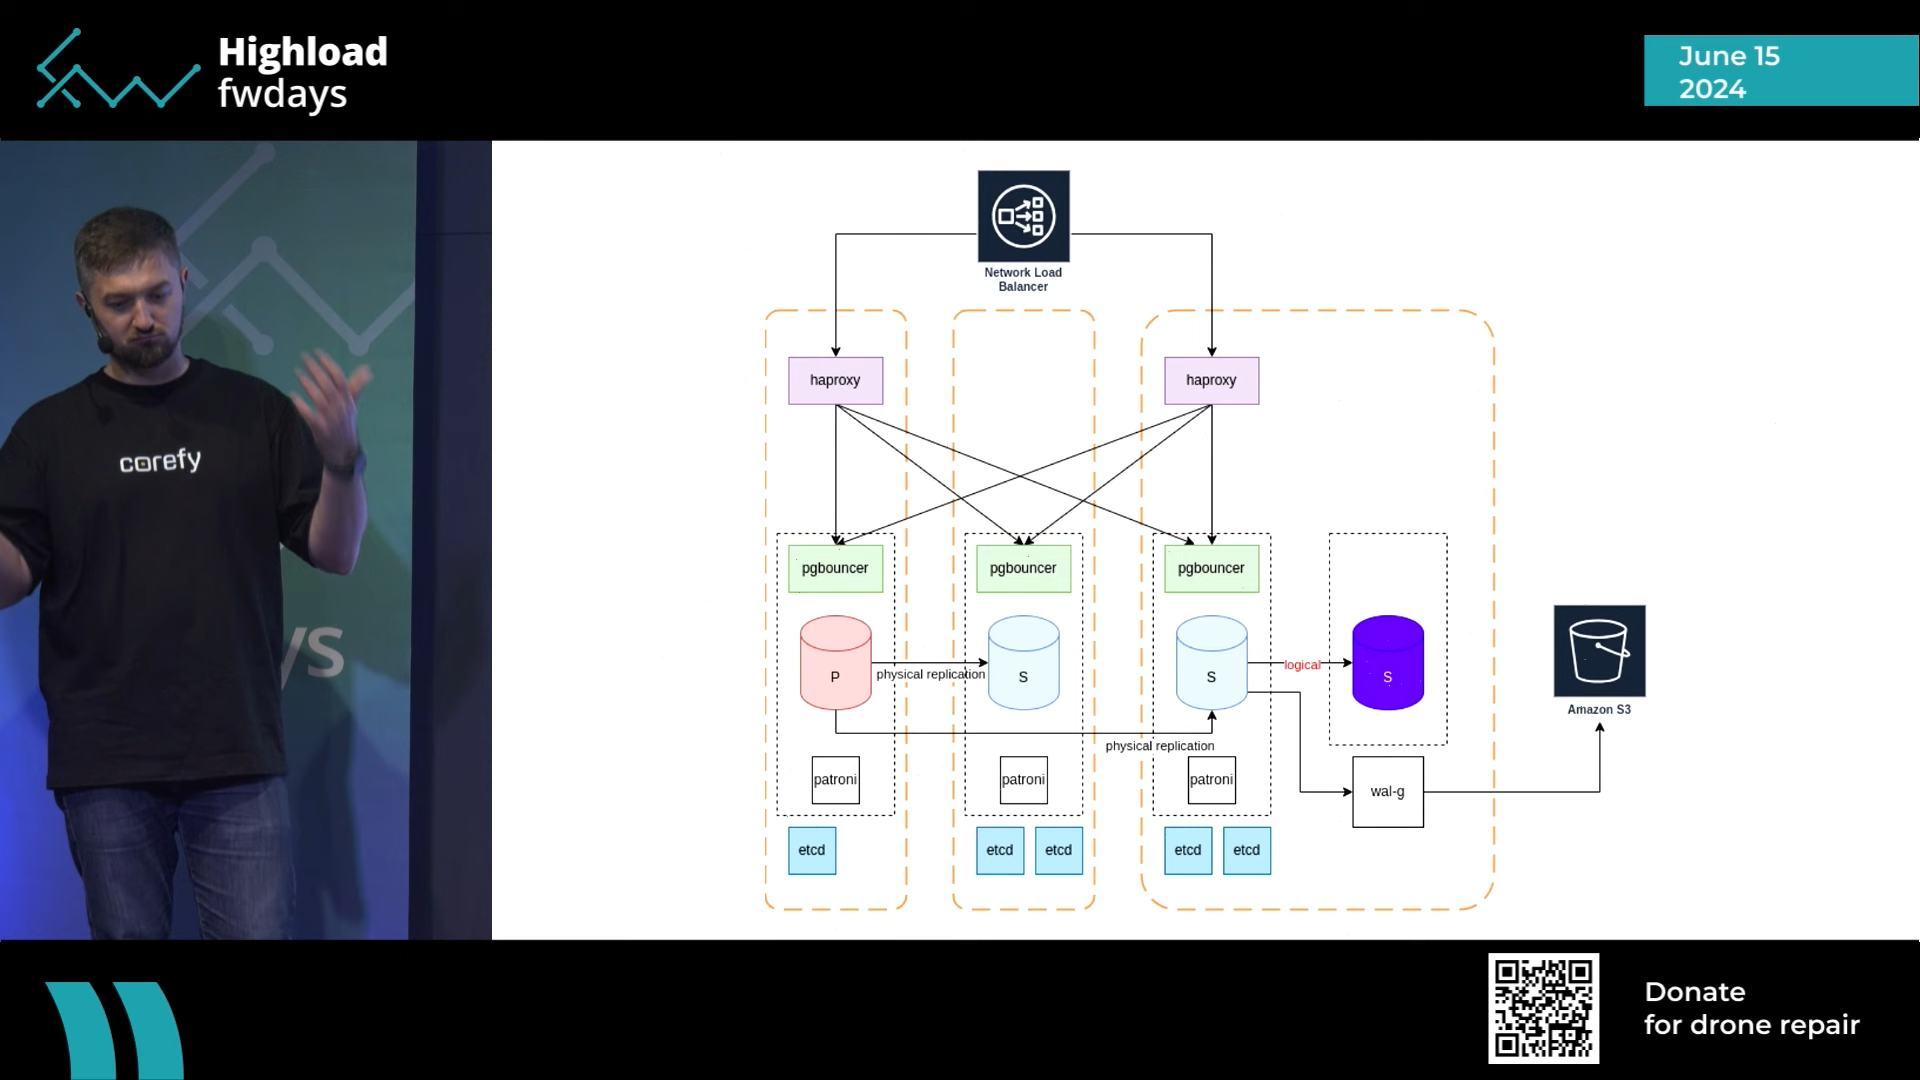 Highload
fwdays
June 15
2024
corefy
ys
Network Load
Balancer
haproxy
haproxy
pgbouncer
pgbouncer
pgbouncer
P
physical replication
S
S
logical
S
physical replication
Amazon S3
patroni
patroni
patroni
wal-g
etcd
etcd
etcd
etcd
etcd
Donate
for drone repair